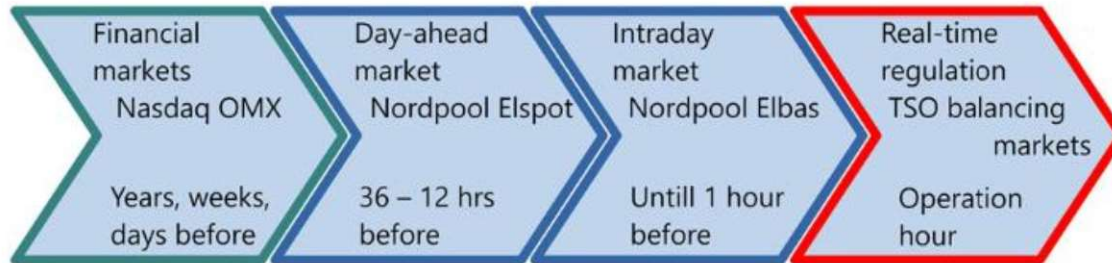 Financial
markets
Nasdaq OMX
Years, weeks,
days before
Day-ahead
market
Nordpool Elspot
36 – 12 hrs
before
Intraday
market
Nordpool Elbas
Untill 1 hour
before
Real-time
regulation
TSO balancing
markets
Operation
hour